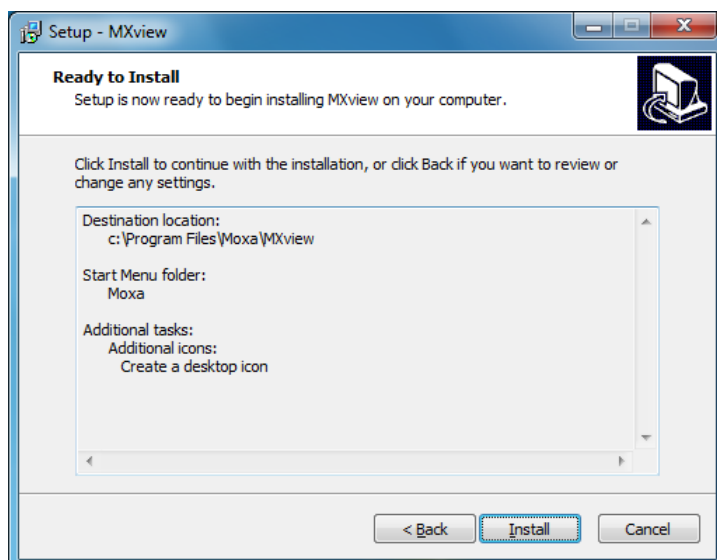 Setup - MXview
Ready to Install
Setup is now ready to begin installing MXview on your computer.
Click Install to continue with the installation, or click Back if you want to review or
change any settings.
Destination location:
c:\Program Files\Moxa\MXview
Start Menu folder:
Moxa
Additional tasks:
Additional icons:
Create a desktop icon
< Back
Install
Cancel